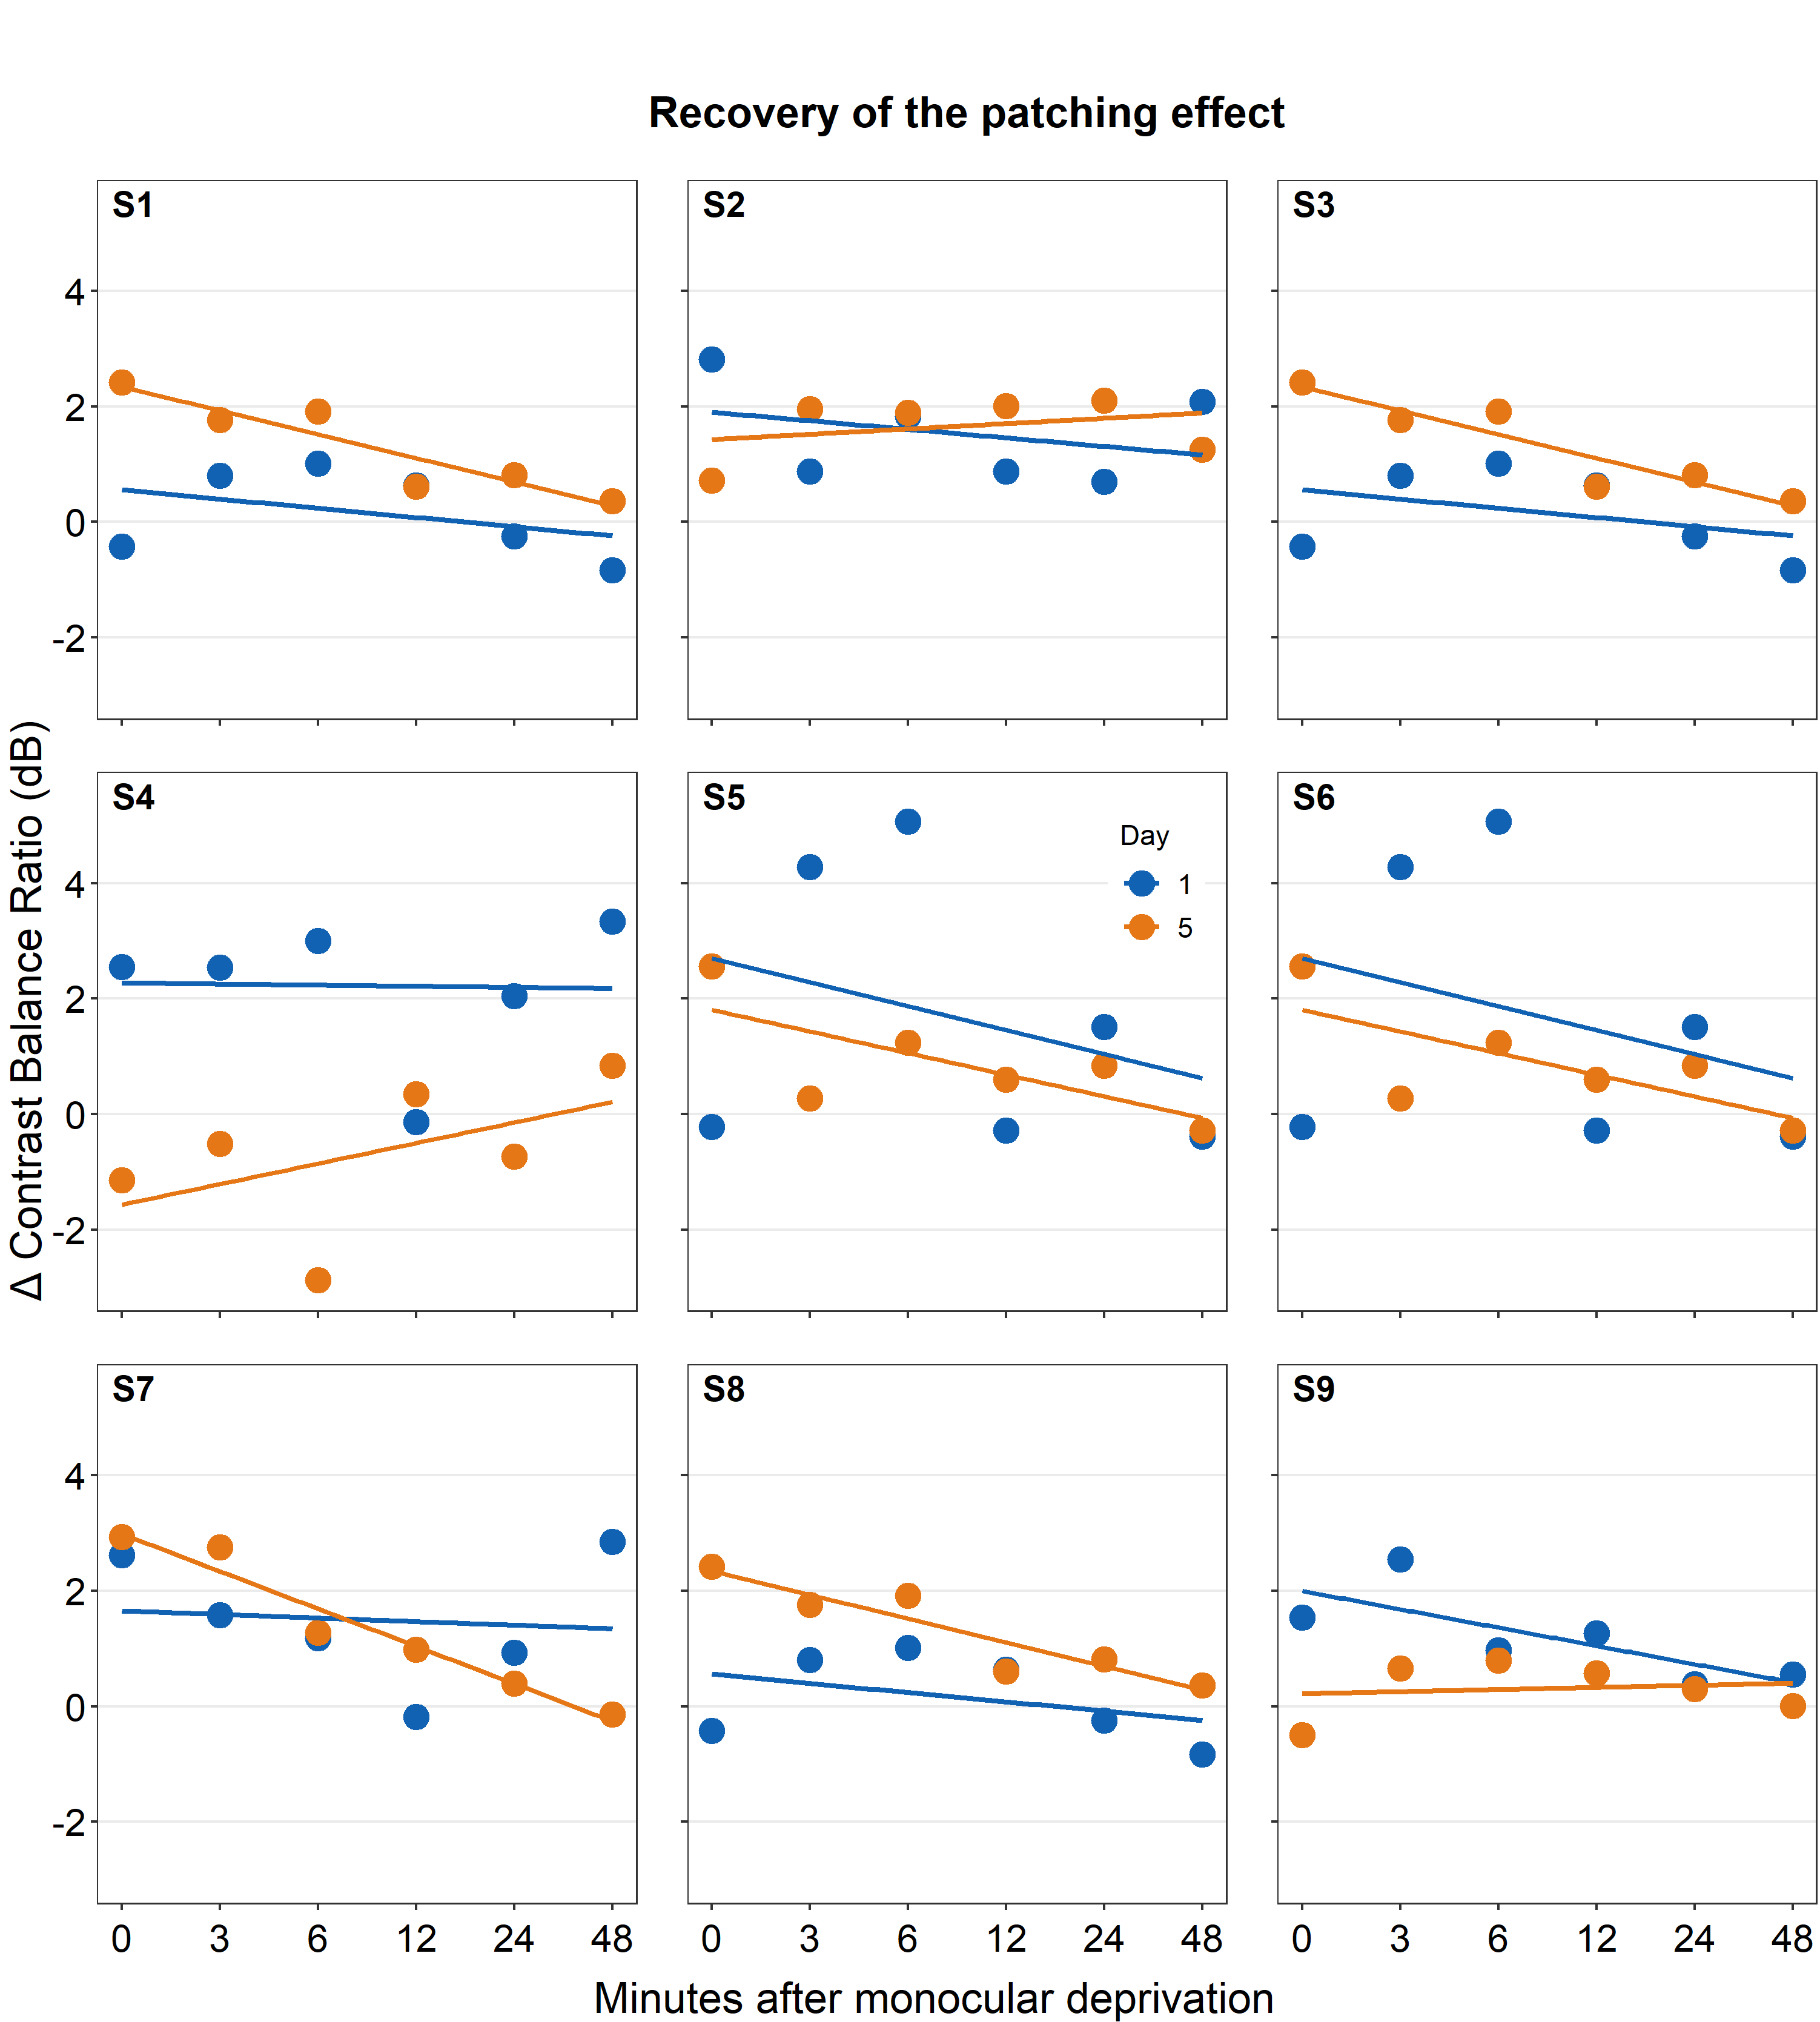 Recovery of the patching effect
S1
S2
S3
4
2
0
-2
S4
S5
S6
Day
1
5
4
2
0
-2
Δ Contrast Balance Ratio (dB)
S7
S8
S9
4
2
0
-2
0 3 6 12 24 48
0 3 6 12 24 48
0 3 6 12 24 48
Minutes after monocular deprivation